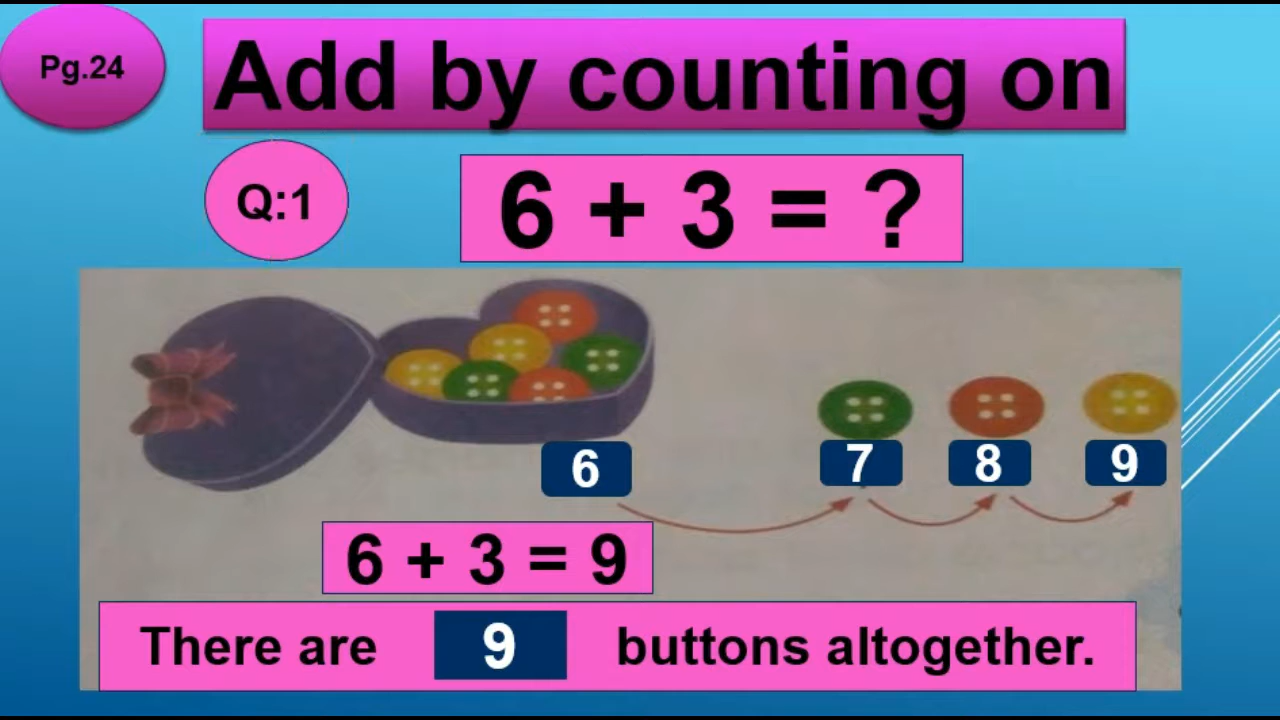 Pg.24
Add by counting on
Q:1
6 + 3 = ?
6
7
8
9
6 + 3 = 9
There are 9 buttons altogether.